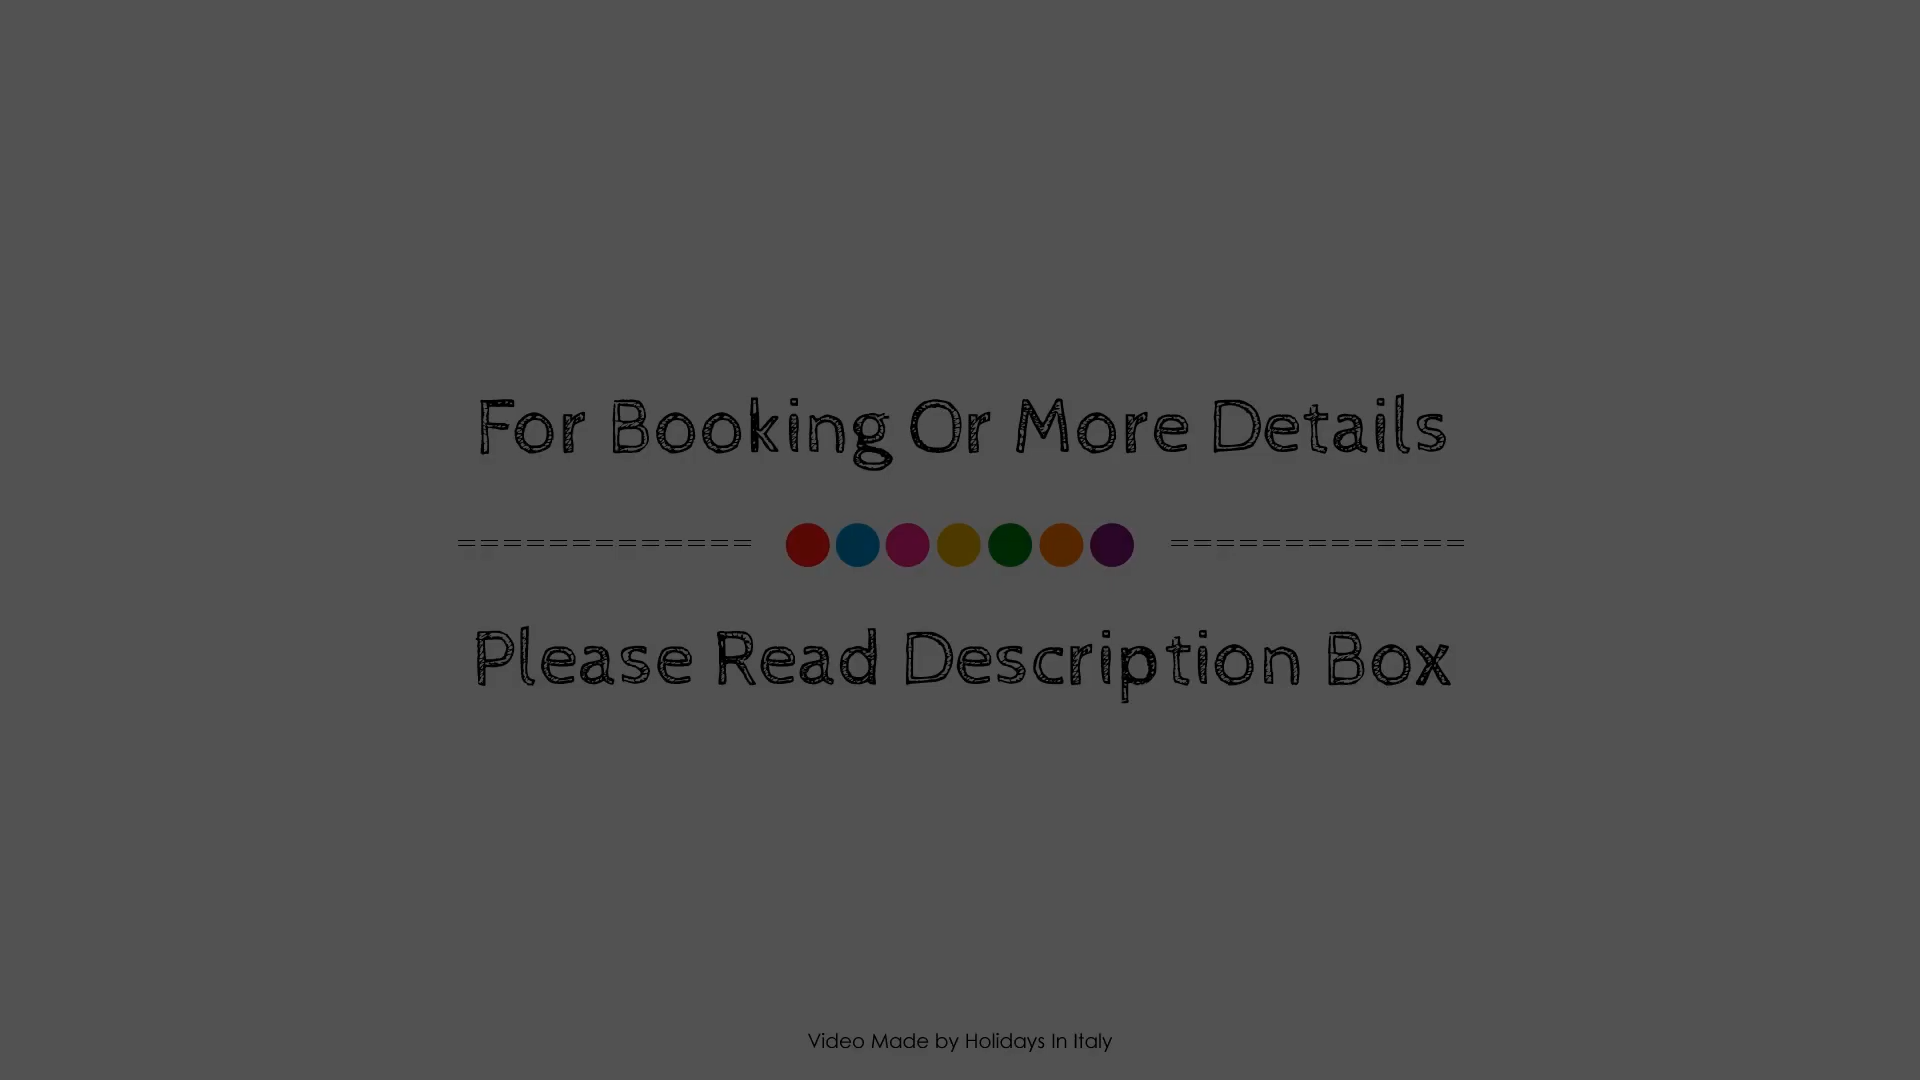 For Booking Or More Details
============= =============
Please Read Description Box
Video Made by Holidays In Italy